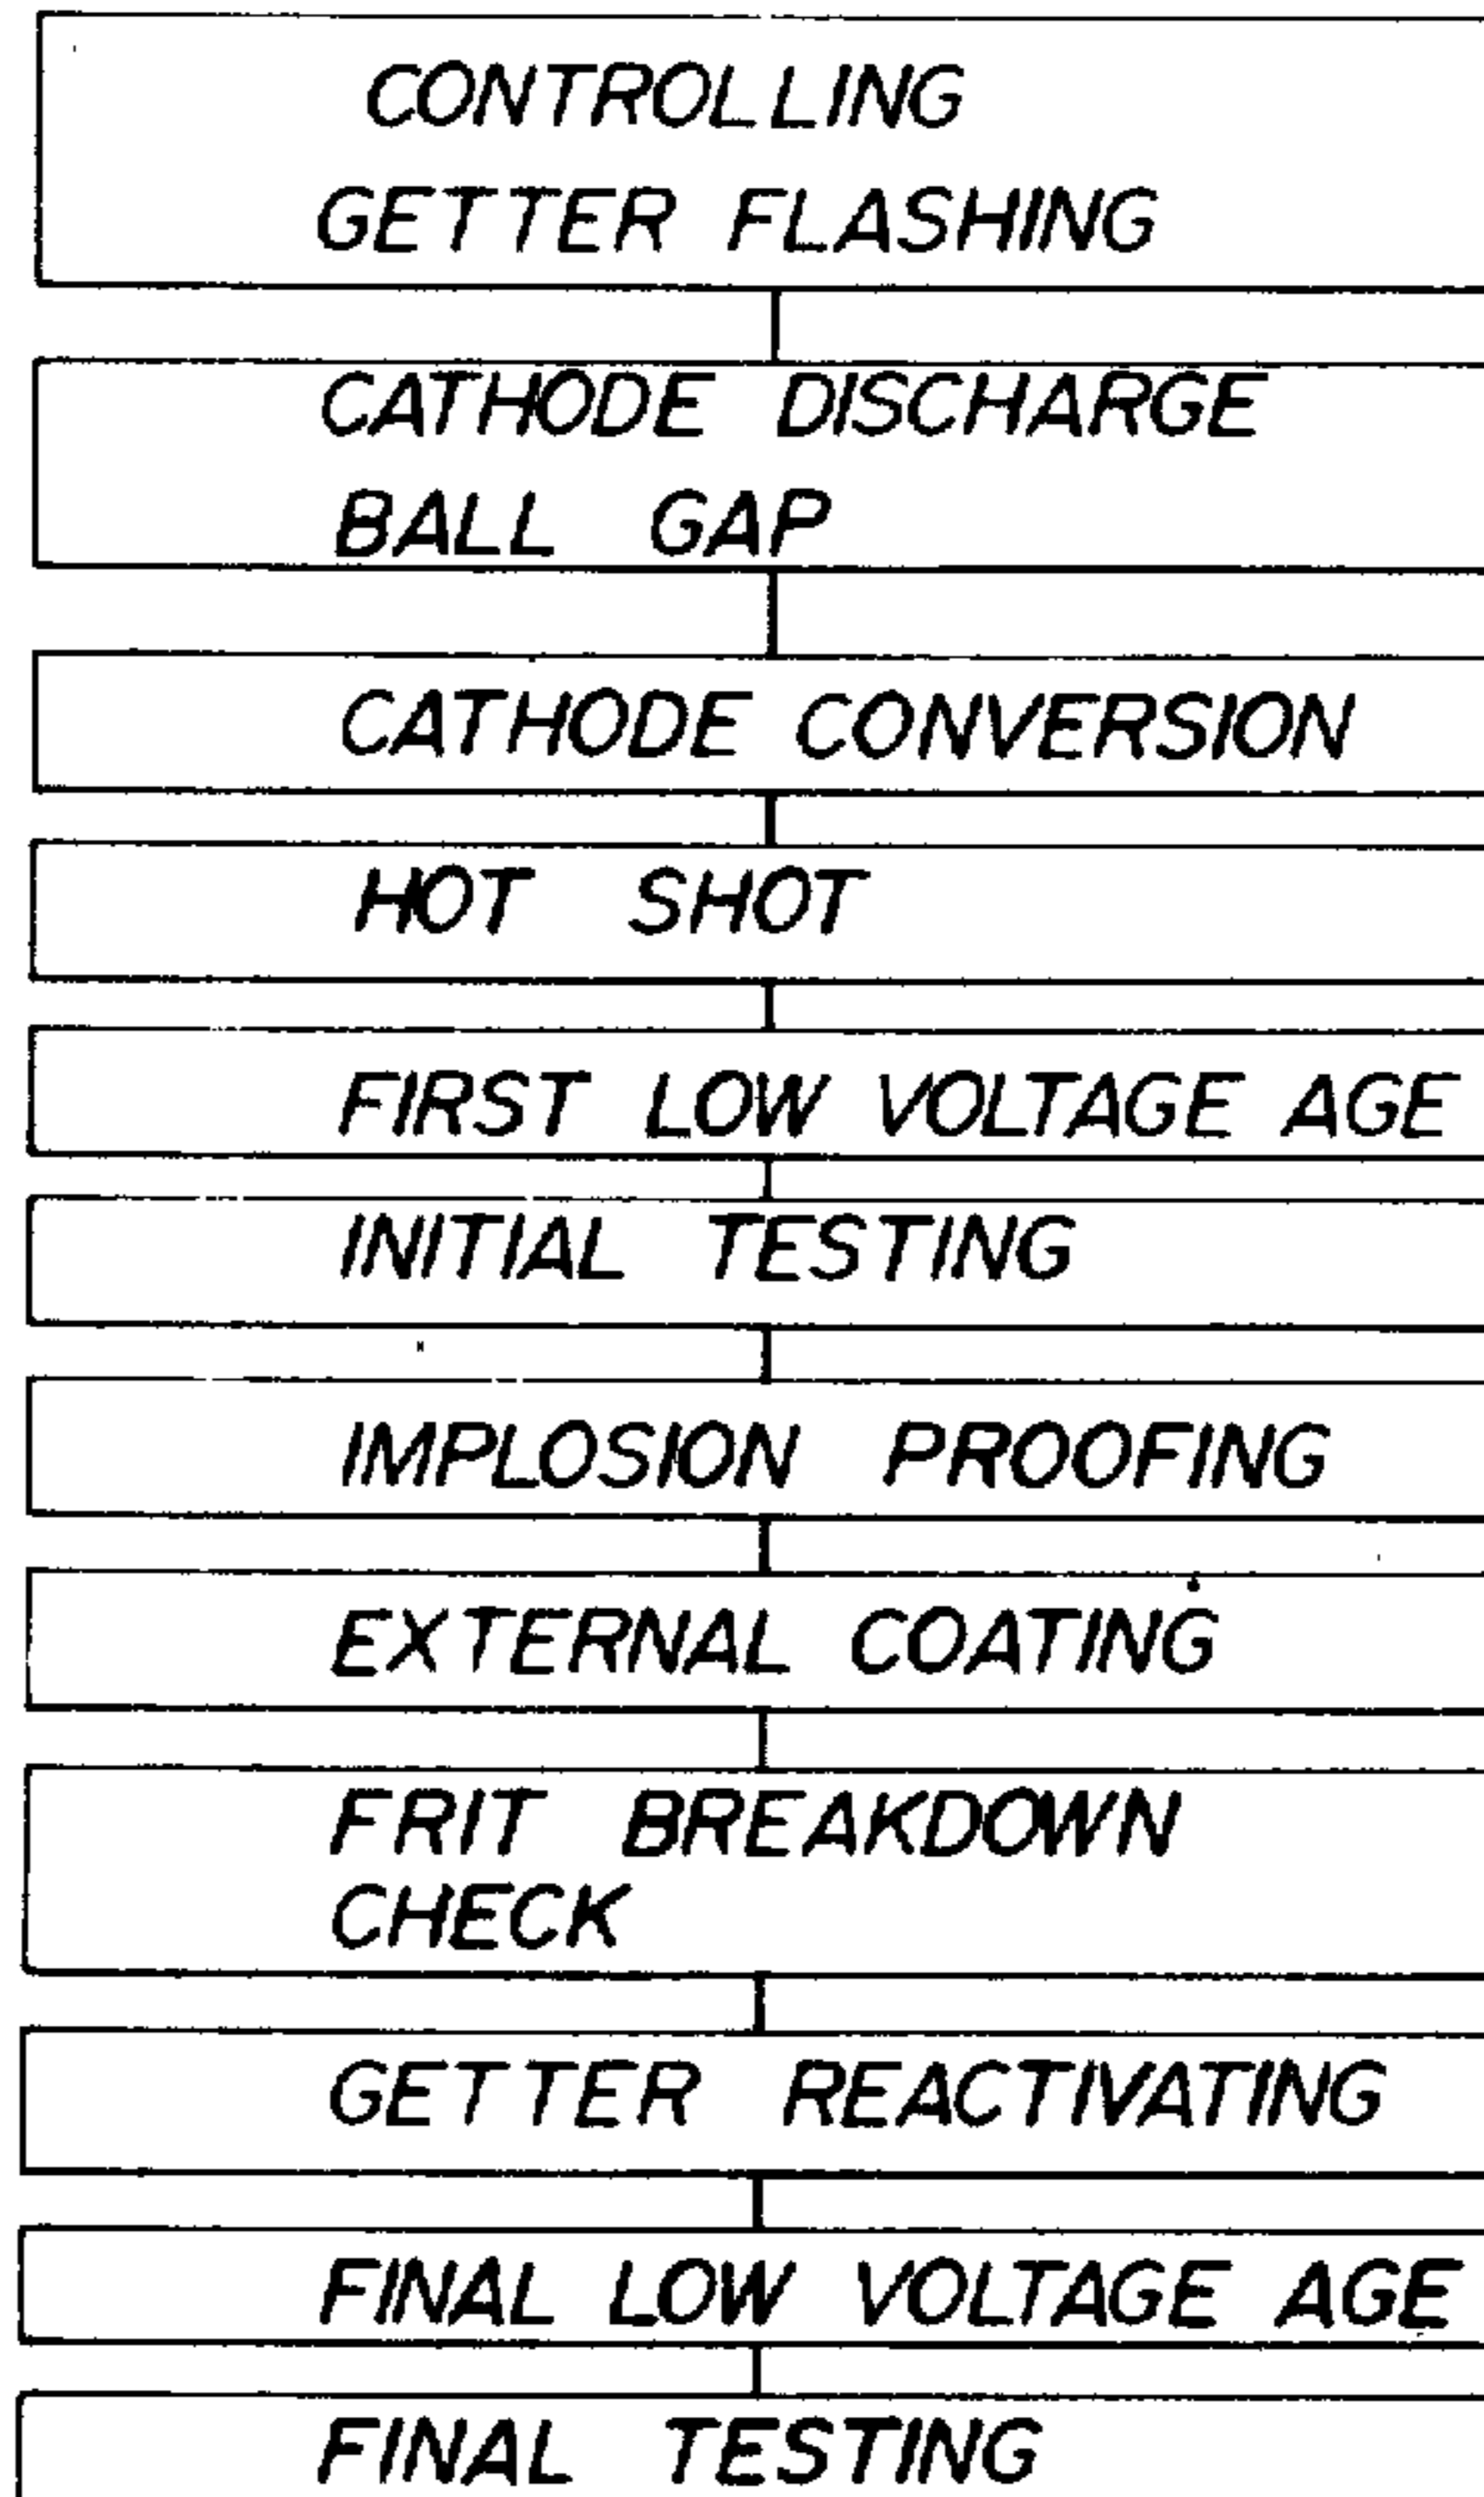 CONTROLLING
GETTER FLASHING
CATHODE DISCHARGE
BALL GAP
CATHODE CONVERSION
HOT SHOT
FIRST LOW VOLTAGE AGE
INITIAL TESTING
IMPLOSION PROOFING
EXTERNAL COATING
FRIT BREAKDOWN
CHECK
GETTER REACTIVATING
FINAL LOW VOLTAGE AGE
FINAL TESTING